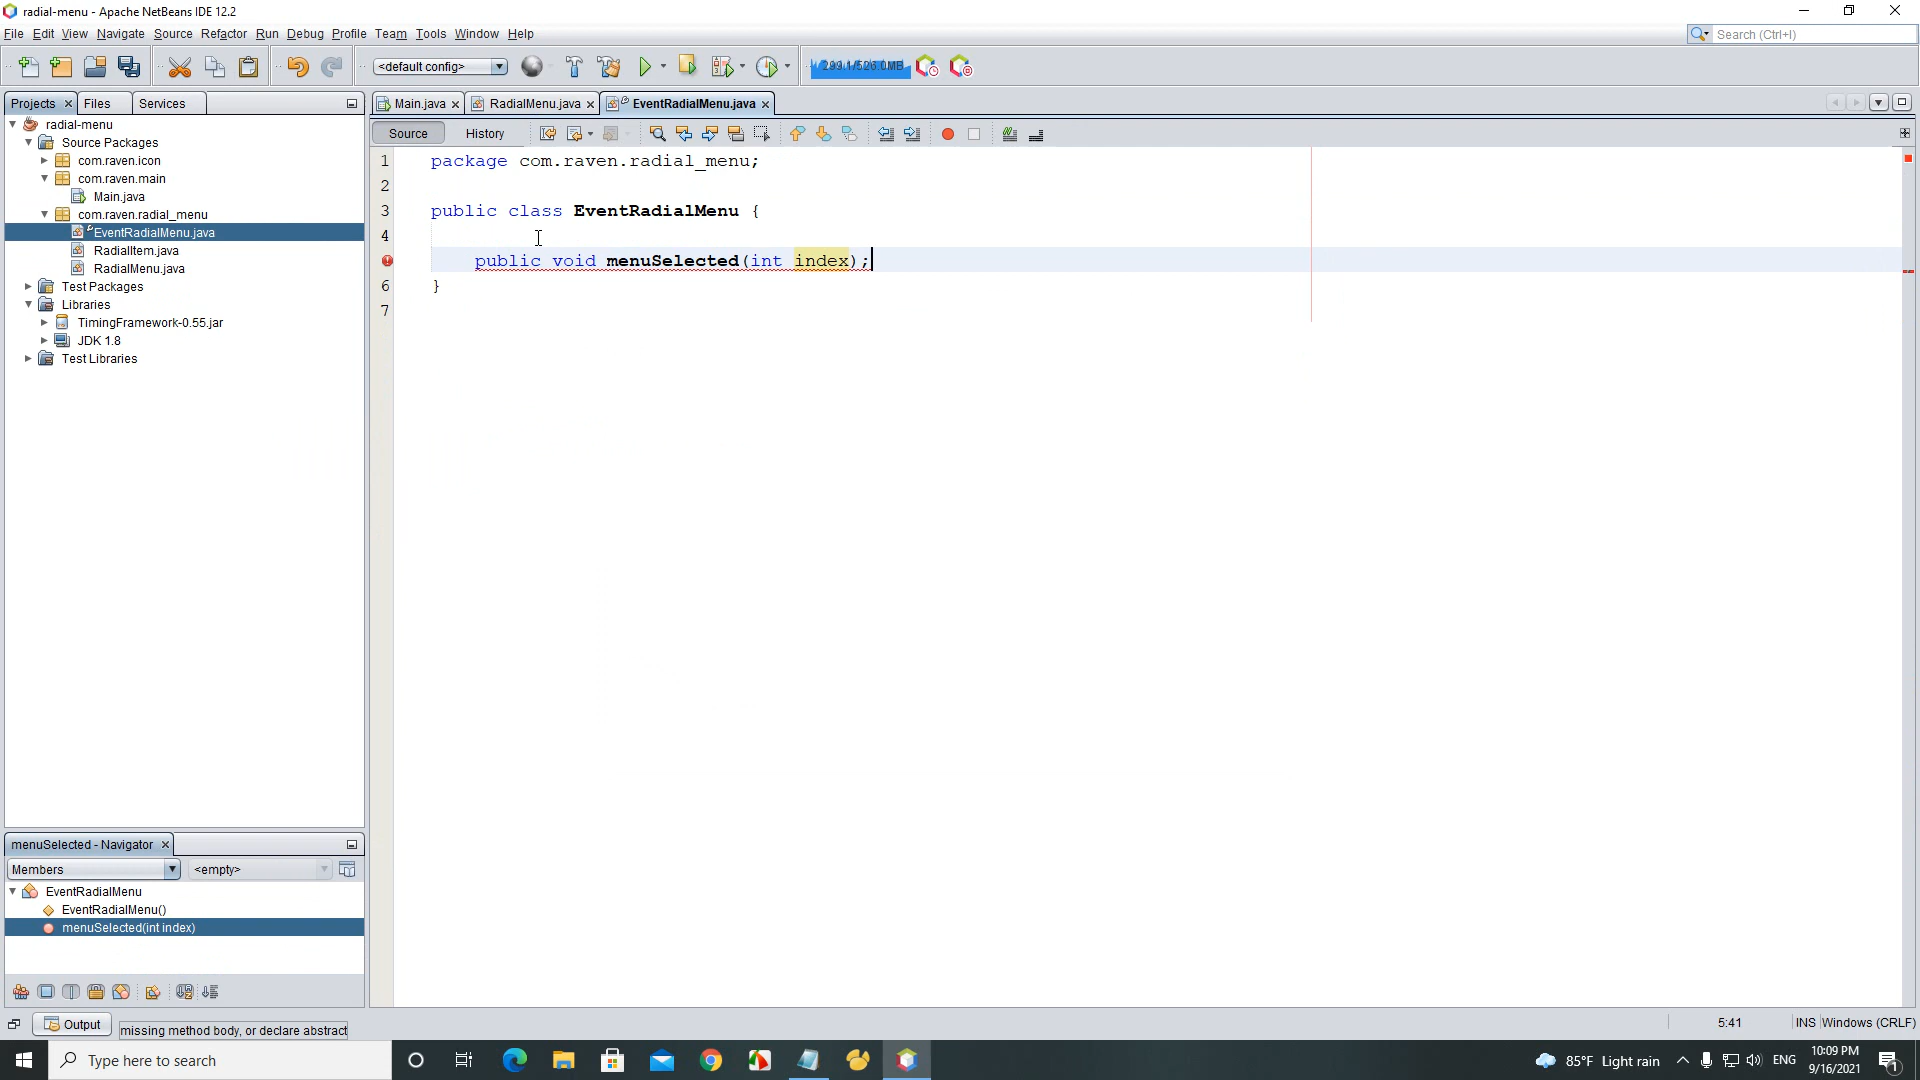 radial-menu - Apache NetBeans IDE 12.2
File Edit View Navigate Source Refactor Run Debug Profile Team Tools Window Help
Search (Ctrl+I)
<default config>
299.1/526.0MB
Projects Files Services
Main.java RadialMenu.java EventRadialMenu.java
Source History
radial-menu
Source Packages
com.raven.icon
com.raven.main
Main.java
com.raven.radial_menu
EventRadialMenu.java
RadialItem.java
RadialMenu.java
Test Packages
Libraries
TimingFramework-0.55.jar
JDK 1.8
Test Libraries
1 package com.raven.radial_menu;
2
3 public class EventRadialMenu {
4
public void menuSelected(int index);
6 }
7
menuSelected - Navigator
Members <empty>
EventRadialMenu
EventRadialMenu()
menuSelected(int index)
Output missing method body, or declare abstract
5:41 INS Windows (CRLF)
Type here to search
85°F Light rain ENG
10:09 PM
9/16/2021
1